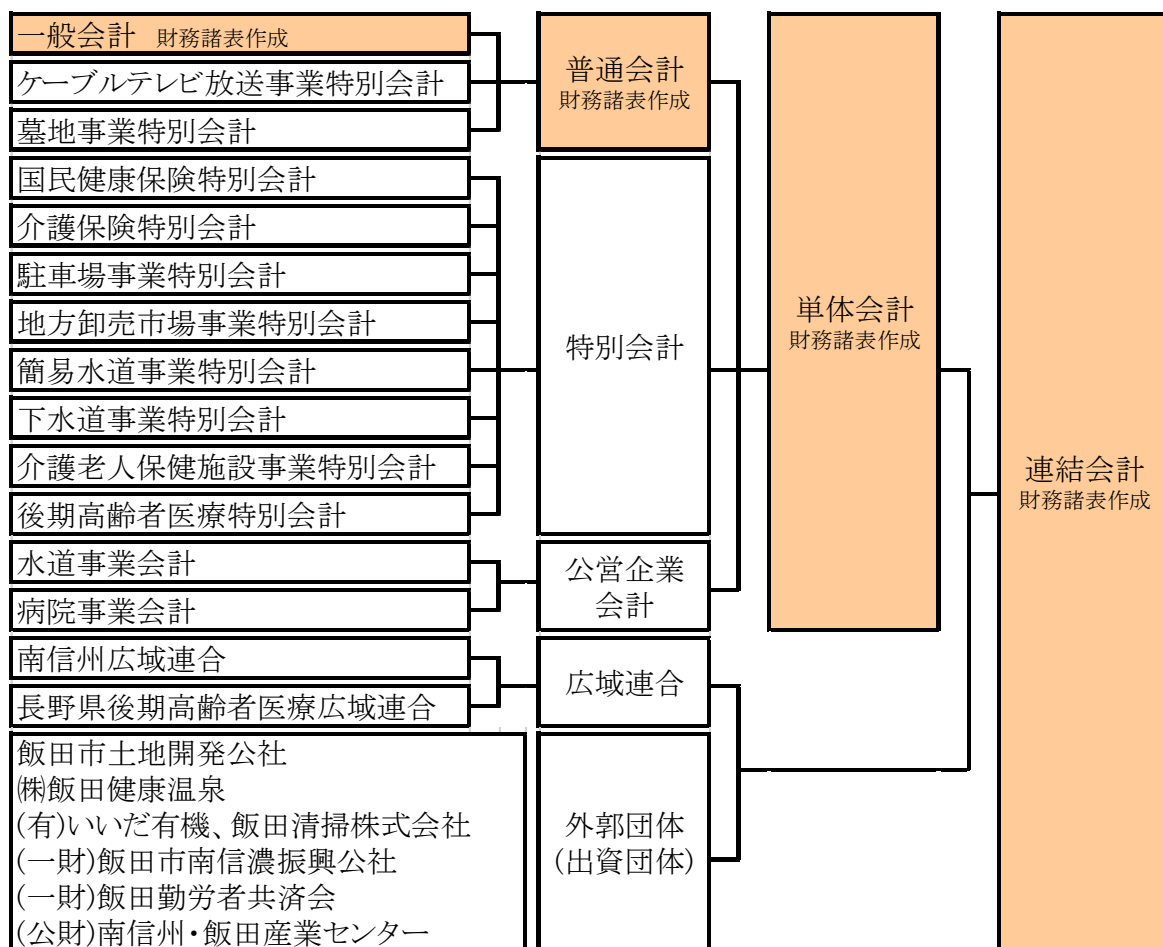 一般会計 財務諸表作成
ケーブルテレビ放送事業特別会計
墓地事業特別会計
国民健康保険特別会計
介護保険特別会計
駐車場事業特別会計
地方卸売市場事業特別会計
簡易水道事業特別会計
下水道事業特別会計
介護老人保健施設事業特別会計
後期高齢者医療特別会計
水道事業会計
病院事業会計
南信州広域連合
長野県後期高齢者医療広域連合
飯田市土地開発公社
㈱飯田健康温泉
(有)いいだ有機、飯田清掃株式会社
(一財)飯田市南信濃振興公社
(一財)飯田勤労者共済会
(公財)南信州・飯田産業センター
普通会計
財務諸表作成
特別会計
公営企業
会計
広域連合
外郭団体
(出資団体)
単体会計
財務諸表作成
連結会計
財務諸表作成